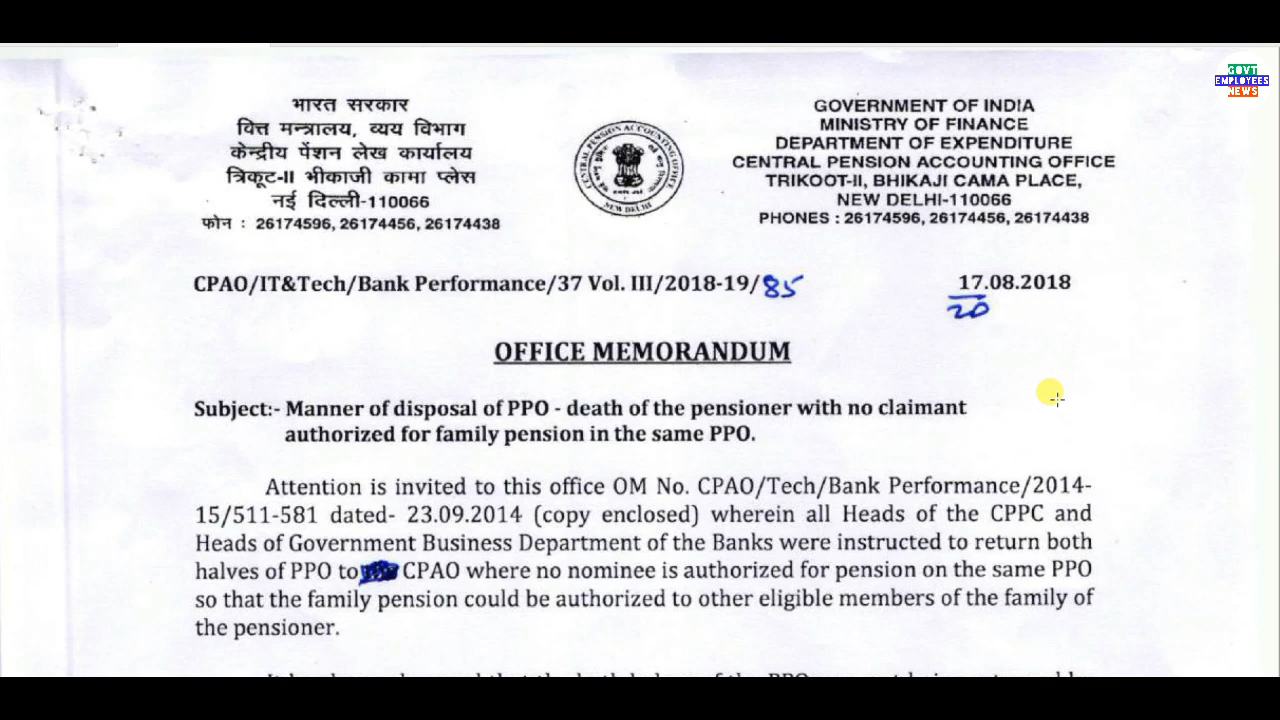 GOVT
EMPLOYEES
NEWS
भारत सरकार
वित्त मन्त्रालय, व्यय विभाग
केन्द्रीय पेंशन लेख कार्यालय
त्रिकूट-II भीकाजी कामा प्लेस
नई दिल्ली-110066
फोन : 26174596, 26174456, 26174438
CENTRAL PENSION ACCOUNTING OFFICE
NEW DELHI
GOVERNMENT OF INDIA
MINISTRY OF FINANCE
DEPARTMENT OF EXPENDITURE
CENTRAL PENSION ACCOUNTING OFFICE
TRIKOOT-II, BHIKAJI CAMA PLACE,
NEW DELHI-110066
PHONES : 26174596, 26174456, 26174438
CPAO/IT&Tech/Bank Performance/37 Vol. III/2018-19/85
17.08.2018
20
OFFICE MEMORANDUM
Subject:- Manner of disposal of PPO - death of the pensioner with no claimant
authorized for family pension in the same PPO.
Attention is invited to this office OM No. CPAO/Tech/Bank Performance/2014-
15/511-581 dated- 23.09.2014 (copy enclosed) wherein all Heads of the CPPC and
Heads of Government Business Department of the Banks were instructed to return both
halves of PPO to CPAO where no nominee is authorized for pension on the same PPO
so that the family pension could be authorized to other eligible members of the family of
the pensioner.